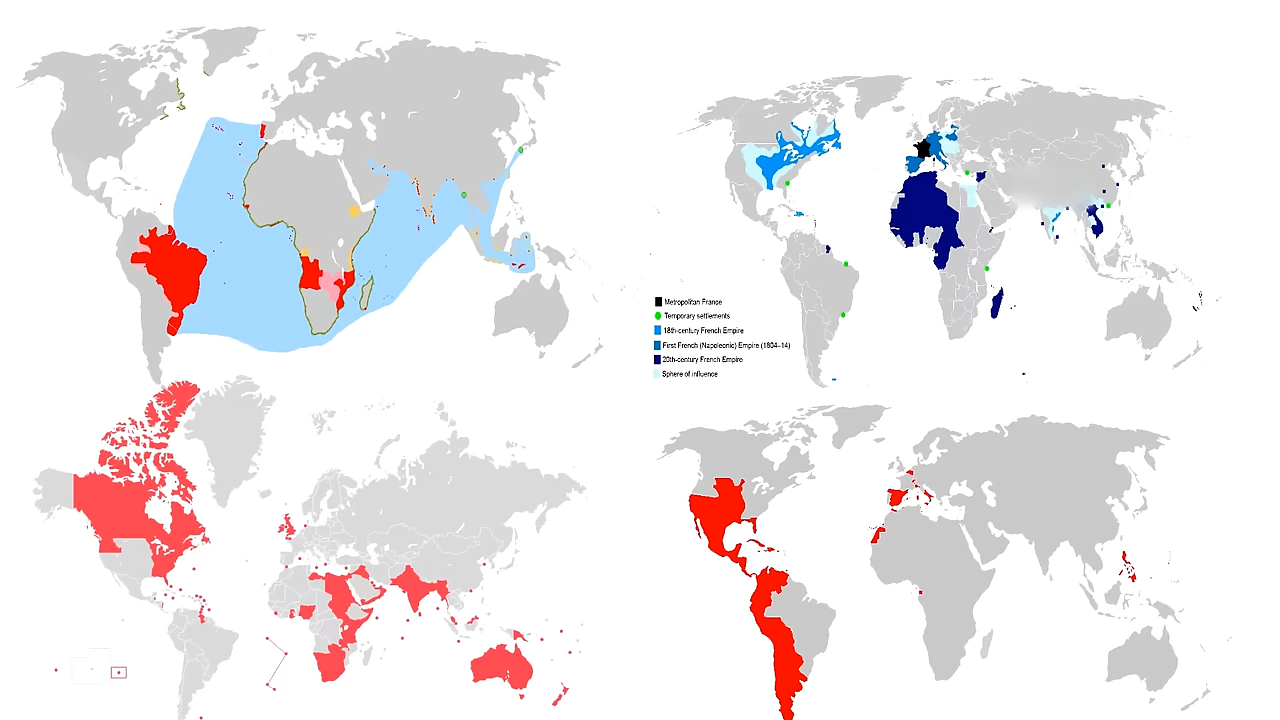 Metropolitan France
Temporary settlements
18th-century French Empire
First French (Napoleonic) Empire (1804–14)
20th-century French Empire
Sphere of influence